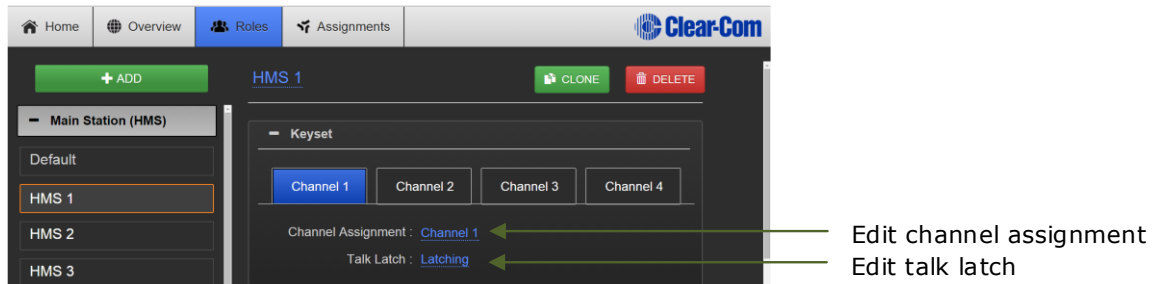 Home Overview Roles Assignments Clear-Com
+ ADD HMS 1 CLONE DELETE
− Main Station (HMS)
− Keyset
Default
Channel 1 Channel 2 Channel 3 Channel 4
HMS 1
HMS 2 Channel Assignment : Channel 1 Edit channel assignment
Talk Latch : Latching Edit talk latch
HMS 3